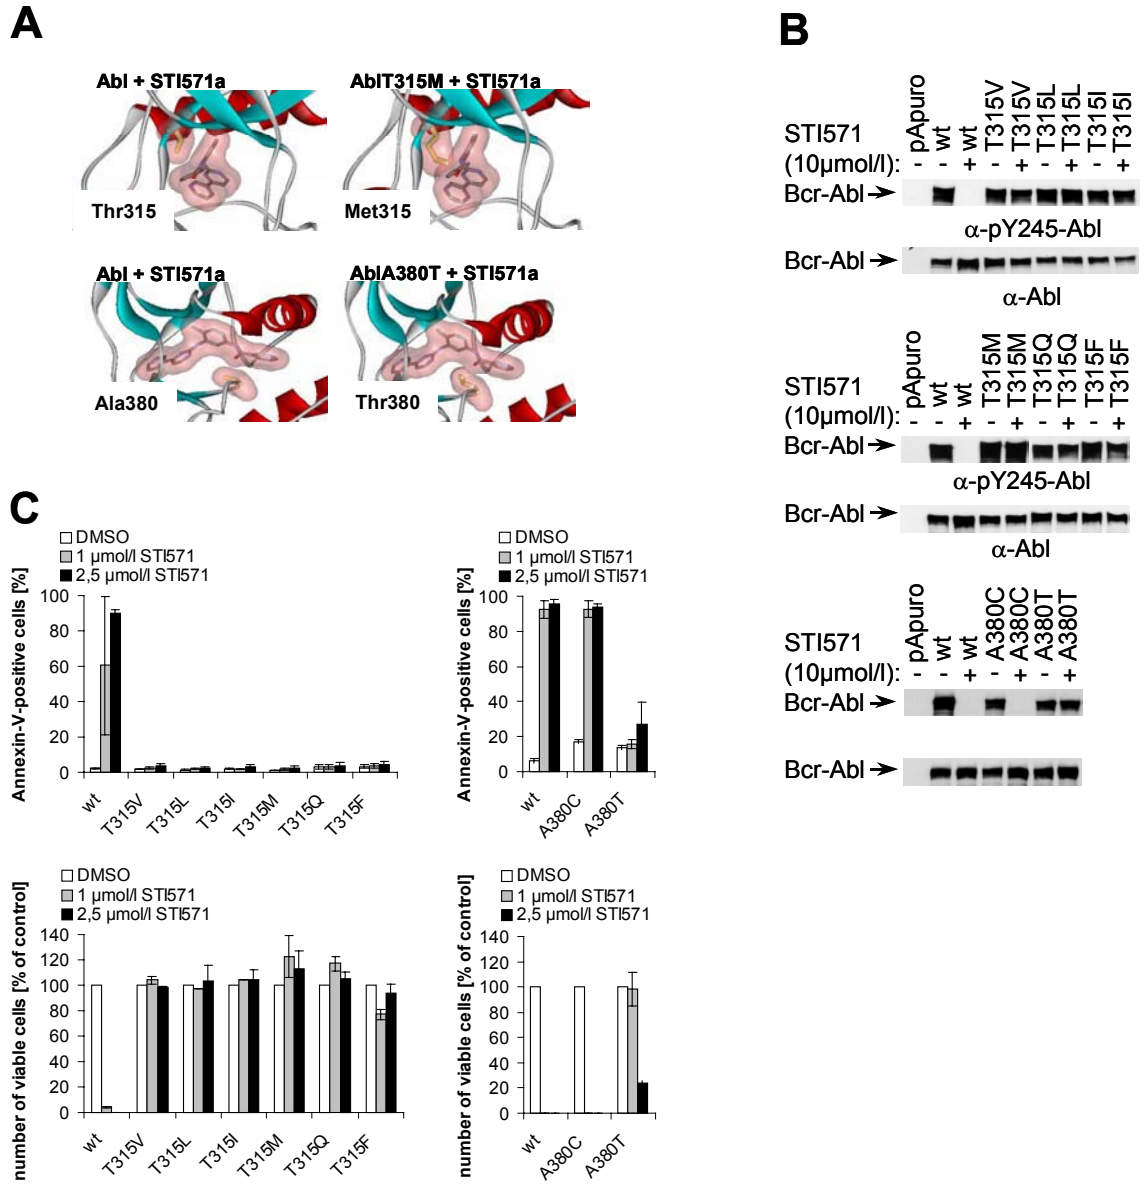 A
Abl + STI571a
AblT315M + STI571a
Thr315
Met315
Abl + STI571a
AblA380T + STI571a
Ala380
Thr380
B
pApuro wt wt T315V T315V T315L T315L T315I T315I
STI571
(10µmol/l): - - + - + - + - +
Bcr-Abl
α-pY245-Abl
Bcr-Abl
α-Abl
pApuro wt wt T315M T315M T315Q T315Q T315F T315F
STI571
(10µmol/l): - - + - + - + - +
Bcr-Abl
α-pY245-Abl
Bcr-Abl
α-Abl
pApuro wt wt A380C A380C A380T A380T
STI571
(10µmol/l): - - + - + - +
Bcr-Abl
Bcr-Abl
C
DMSO
1 µmol/l STI571
2,5 µmol/l STI571
Annexin-V-positive cells [%]
100
80
60
40
20
0
wt T315V T315L T315I T315M T315Q T315F
DMSO
1 µmol/l STI571
2,5 µmol/l STI571
Annexin-V-positive cells [%]
100
80
60
40
20
0
wt A380C A380T
DMSO
1 µmol/l STI571
2,5 µmol/l STI571
number of viable cells [% of control]
140
120
100
80
60
40
20
0
wt T315V T315L T315I T315M T315Q T315F
DMSO
1 µmol/l STI571
2,5 µmol/l STI571
number of viable cells [% of control]
140
120
100
80
60
40
20
0
wt A380C A380T